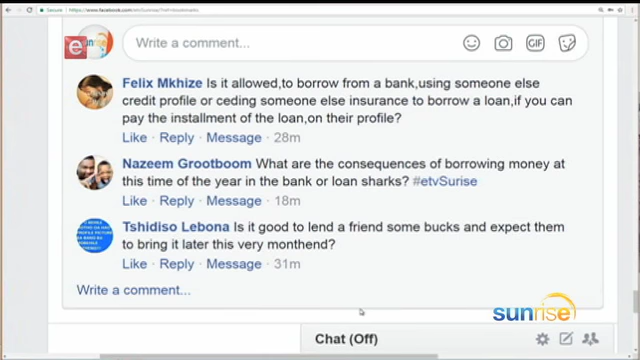 Secure
https://www.facebook.com/etvSunrise/?ref=bookmarks
e
sunrise
Write a comment...
GIF
Felix Mkhize Is it allowed,to borrow from a bank,using someone else
credit profile or ceding someone else insurance to borrow a loan,if you can
pay the installment of the loan,on their profile?
Like · Reply · Message · 28m
Nazeem Grootboom What are the consequences of borrowing money at
this time of the year in the bank or loan sharks? #etvSurise
Like · Reply · Message · 18m
Tshidiso Lebona Is it good to lend a friend some bucks and expect them
to bring it later this very monthend?
Like · Reply · Message · 31m
Write a comment...
sunrise
Chat (Off)